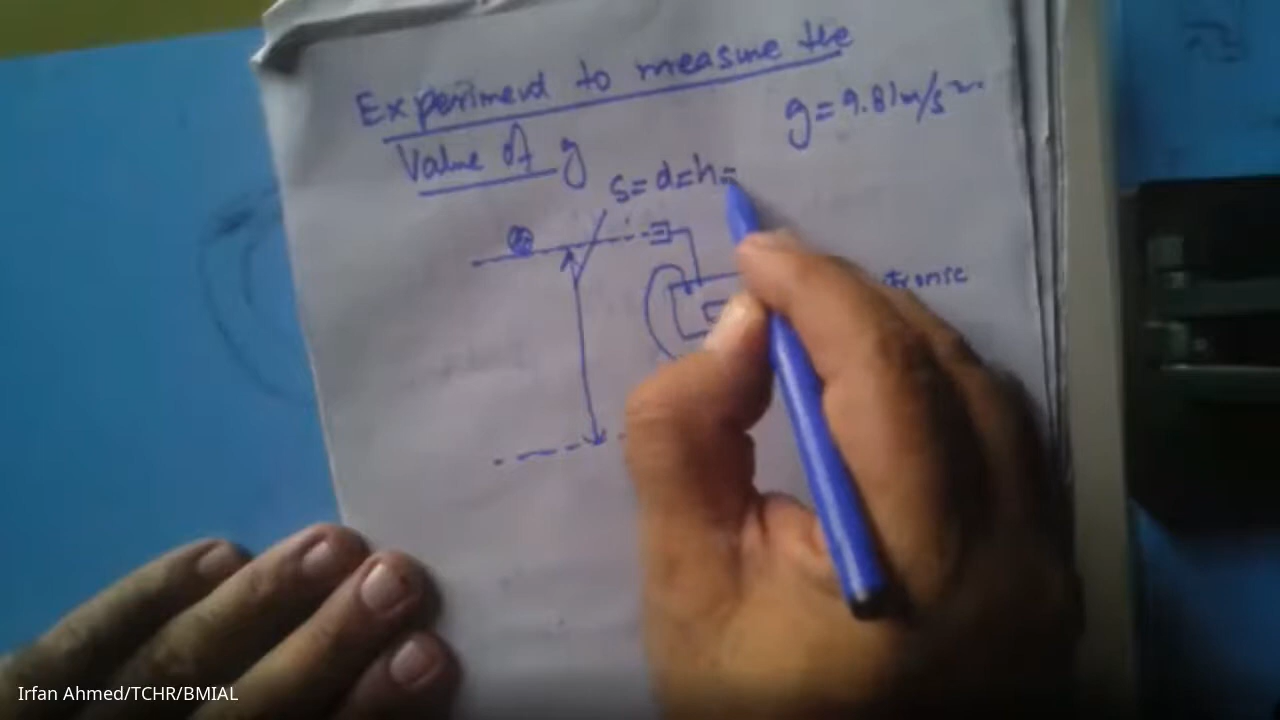 Experiment to measure the
Value of g
g = 9.81m/s²
S = d = h =
Irfan Ahmed/TCHR/BMIAL